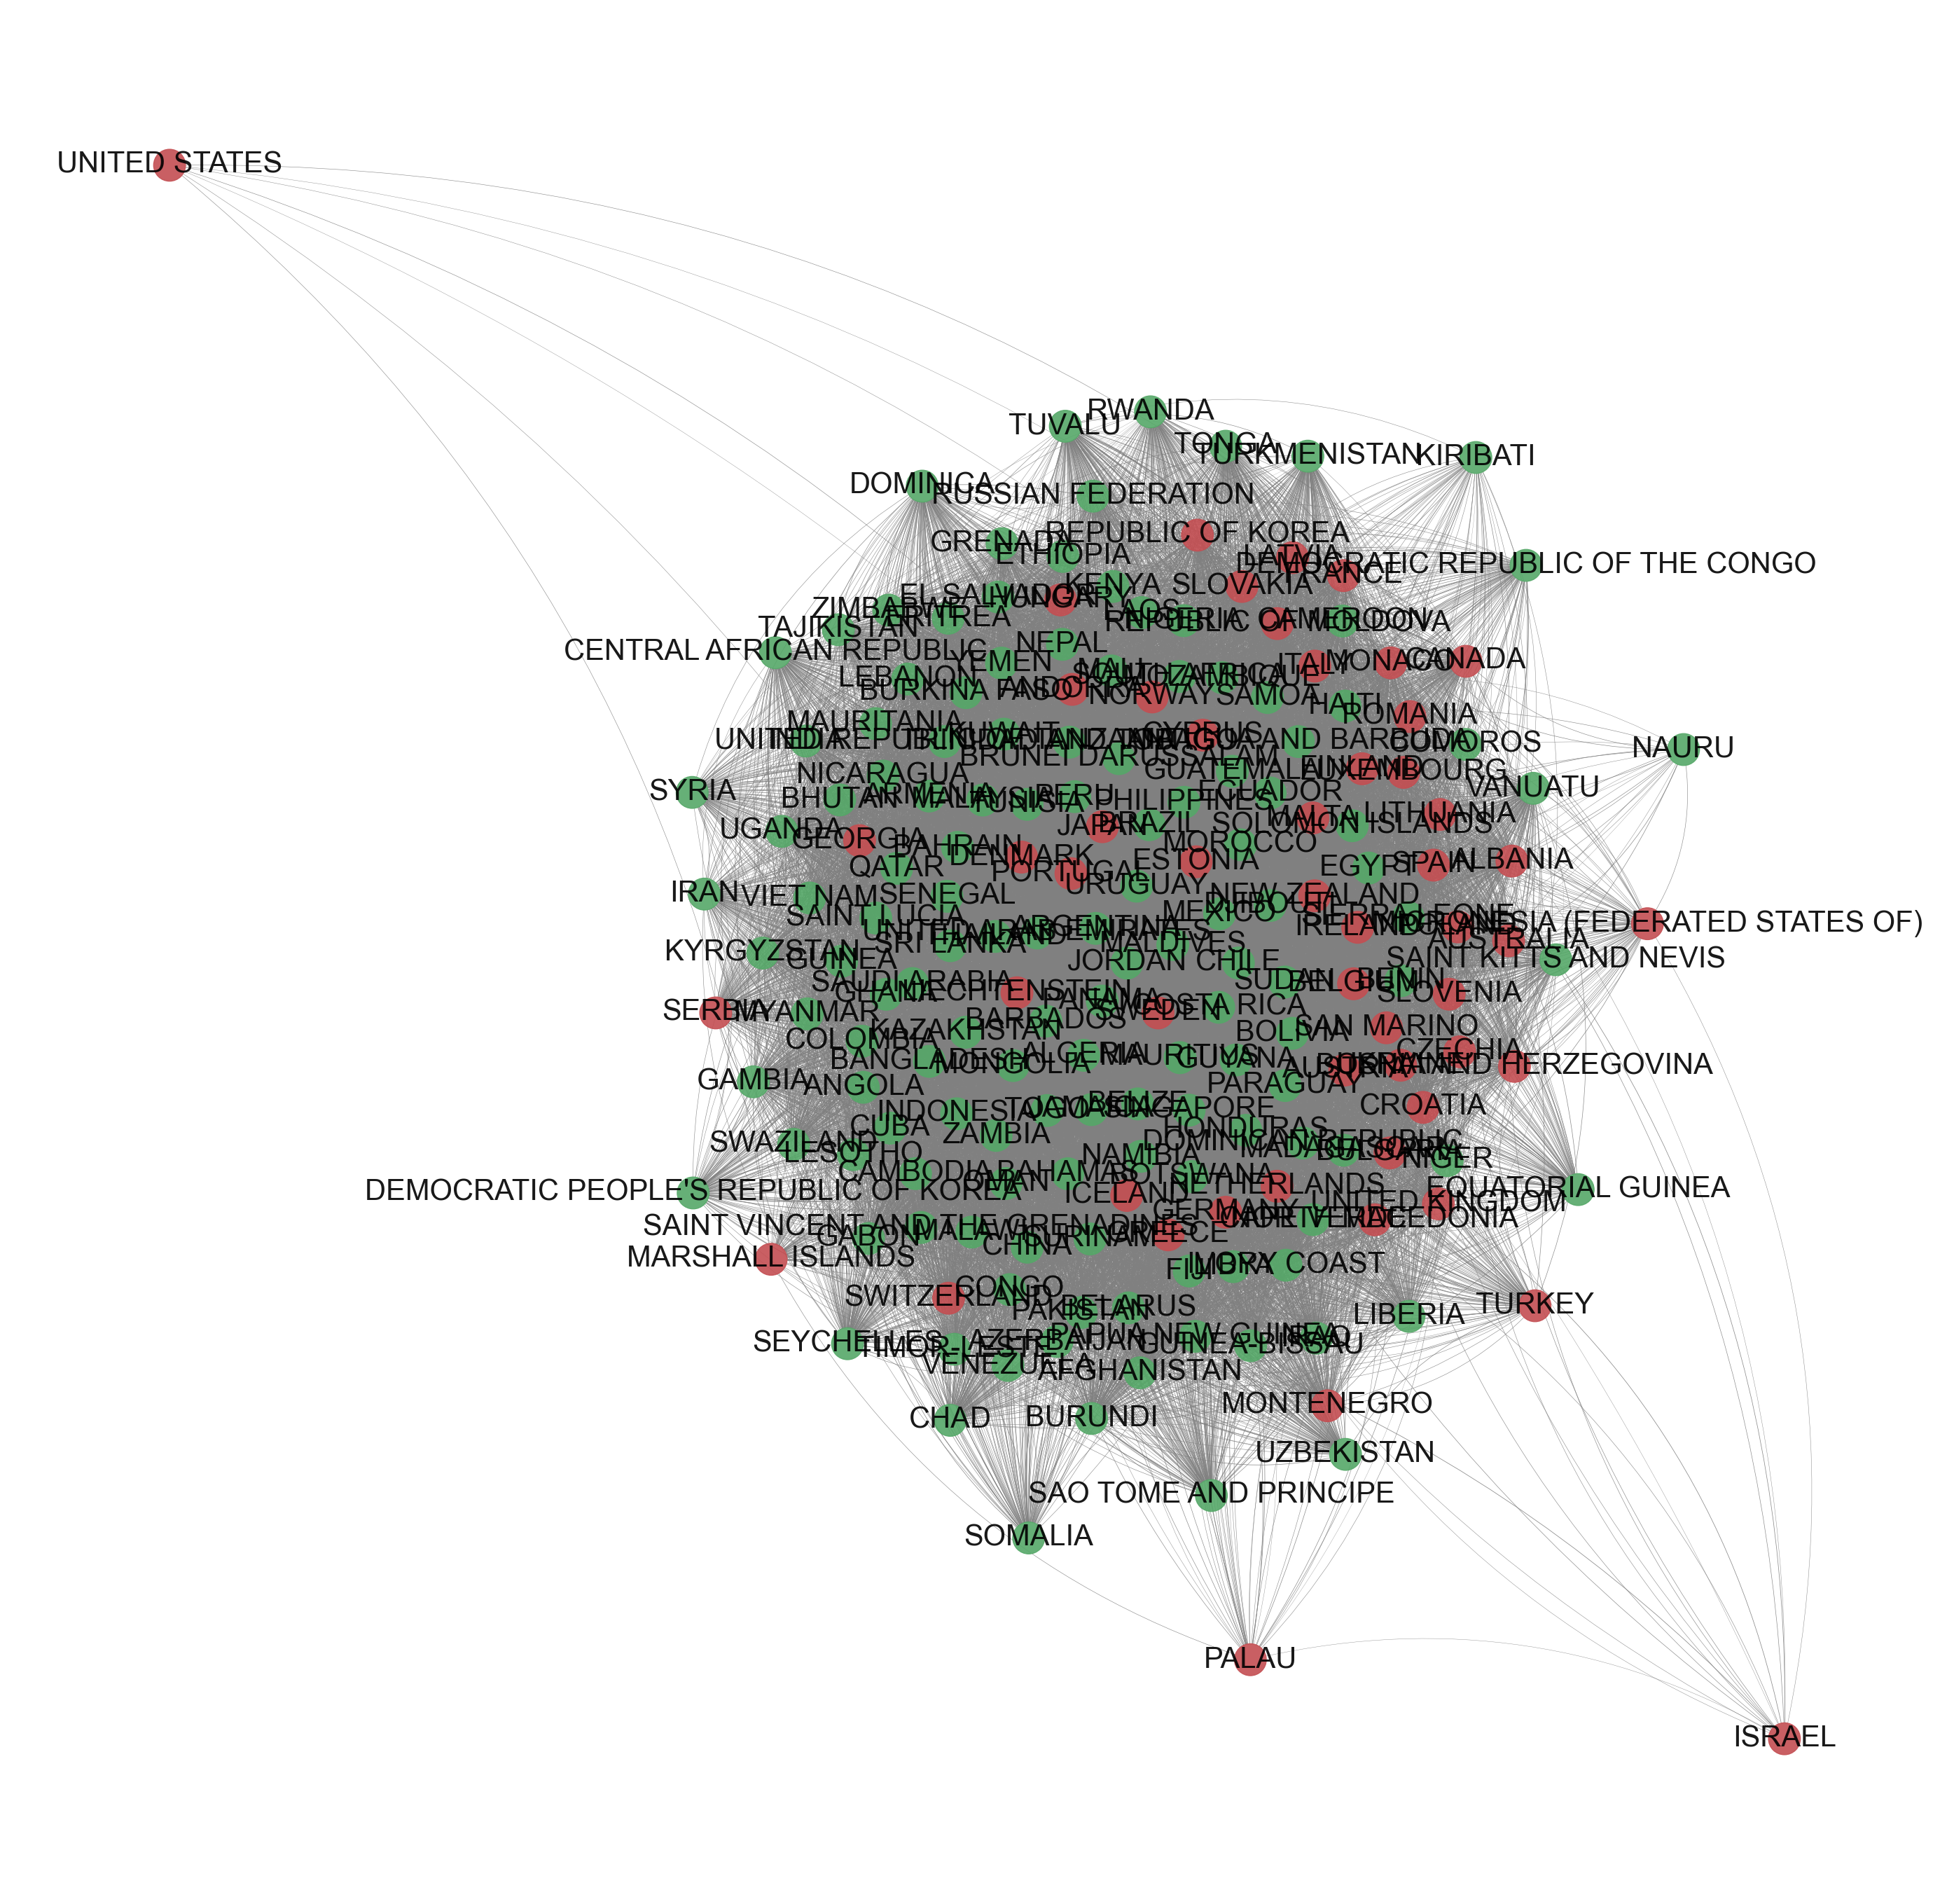 UNITED STATES
RWANDA
TUVALU
TONGA
TURKMENISTAN
KIRIBATI
DOMINICA
RUSSIAN FEDERATION
REPUBLIC OF KOREA
GRENADA
ETHIOPIA
LATVIA
DEMOCRATIC REPUBLIC OF THE CONGO
FRANCE
KENYA
SLOVAKIA
EL SALVADOR
HUNGARY
ZIMBABWE
ERITREA
LAOS
NIGERIA
REPUBLIC OF MOLDOVA
CAMEROON
TAJIKISTAN
NEPAL
CENTRAL AFRICAN REPUBLIC
YEMEN
MALI
ITALY
MONACO
CANADA
LEBANON
SOUTH AFRICA
MOZAMBIQUE
BURKINA FASO
ANDORRA
NORWAY
SAMOA
HAITI
ROMANIA
MAURITANIA
KUWAIT
CYPRUS
INDIA
ANTIGUA AND BARBUDA
COMOROS
NAURU
BRUNEI DARUSSALAM
GUATEMALA
FINLAND
LUXEMBOURG
NICARAGUA
SYRIA
BHUTAN
ARMENIA
MALAYSIA
TUNISIA
PERU
PHILIPPINES
ECUADOR
VANUATU
UGANDA
GEORGIA
JAPAN
BRAZIL
SOLOMON ISLANDS
MALTA
LITHUANIA
BAHRAIN
DENMARK
MOROCCO
QATAR
PORTUGAL
ESTONIA
EGYPT
SPAIN
ALBANIA
IRAN
VIET NAM
SENEGAL
URUGUAY
NEW ZEALAND
SAINT LUCIA
MEXICO
DJIBOUTI
SIERRA LEONE
UNITED ARAB EMIRATES
THAILAND
ARGENTINA
IRELAND
POLAND
MICRONESIA (FEDERATED STATES OF)
SRI LANKA
MALDIVES
AUSTRALIA
KYRGYZSTAN
GUINEA
JORDAN
CHILE
SAINT KITTS AND NEVIS
SAUDI ARABIA
GHANA
LIECHTENSTEIN
PANAMA
SUDAN
BELGIUM
BENIN
SLOVENIA
SERBIA
MYANMAR
BARBADOS
SWEDEN
COSTA RICA
COLOMBIA
KAZAKHSTAN
BOLIVIA
SAN MARINO
BANGLADESH
MONGOLIA
ALGERIA
MAURITIUS
GUYANA
CZECHIA
AUSTRIA
UKRAINE
BOSNIA AND HERZEGOVINA
GAMBIA
ANGOLA
PARAGUAY
INDONESIA
TOGO
JAMAICA
BELIZE
SINGAPORE
CROATIA
CUBA
ZAMBIA
HONDURAS
SWAZILAND
LESOTHO
NAMIBIA
DOMINICAN REPUBLIC
MADAGASCAR
BULGARIA
NIGER
CAMBODIA
OMAN
BAHAMAS
BOTSWANA
DEMOCRATIC PEOPLE'S REPUBLIC OF KOREA
ICELAND
NETHERLANDS
UNITED KINGDOM
EQUATORIAL GUINEA
SAINT VINCENT AND THE GRENADINES
GABON
MALAWI
CHINA
SURINAME
GREECE
GERMANY
NORTH MACEDONIA
MARSHALL ISLANDS
FIJI
LIBYA
IVORY COAST
SWITZERLAND
CONGO
PAKISTAN
BELARUS
LIBERIA
TURKEY
SEYCHELLES
TIMOR-LESTE
AZERBAIJAN
PAPUA NEW GUINEA
GUINEA-BISSAU
IRAQ
VENEZUELA
AFGHANISTAN
CHAD
BURUNDI
MONTENEGRO
UZBEKISTAN
SAO TOME AND PRINCIPE
SOMALIA
PALAU
ISRAEL